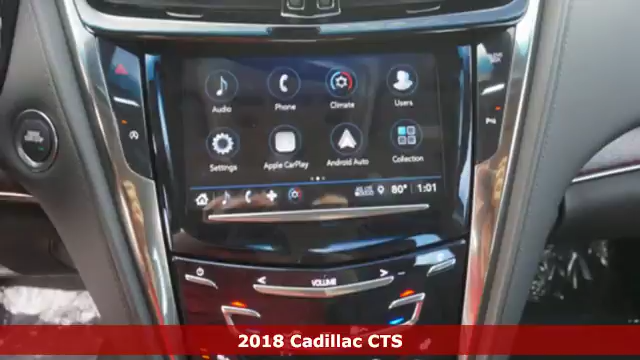 Audio
Phone
Climate
Users
Settings
Apple CarPlay
Android Auto
Collection
80° 1:01
VOLUME
2018 Cadillac CTS